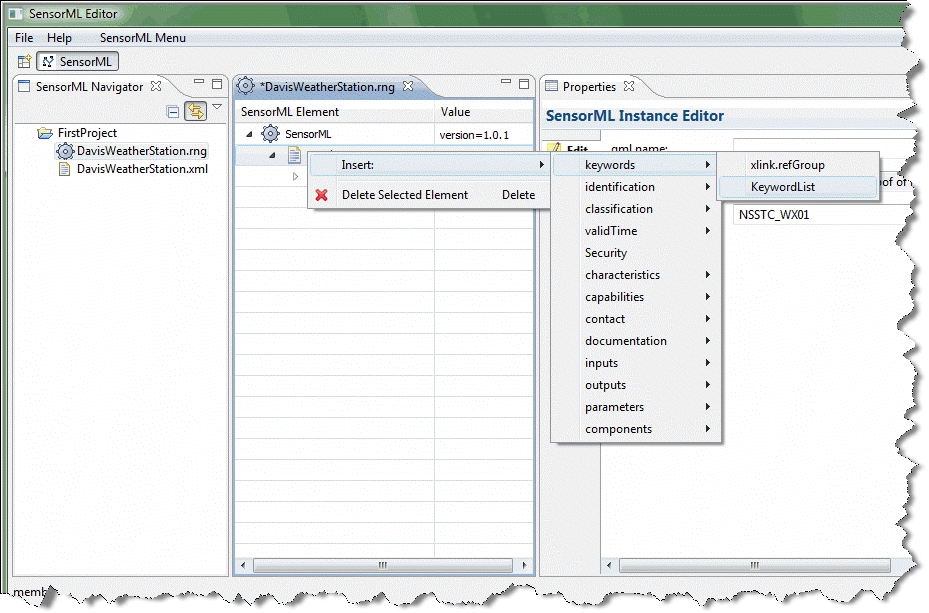 SensorML Editor
File Help SensorML Menu
SensorML
SensorML Navigator
FirstProject
DavisWeatherStation.rng
DavisWeatherStation.xml
*DavisWeatherStation.rng
SensorML Element Value
SensorML version=1.0.1
Insert:
Delete Selected Element Delete
keywords
identification
classification
validTime
Security
characteristics
capabilities
contact
documentation
inputs
outputs
parameters
components
xlink.refGroup
KeywordList
Properties
SensorML Instance Editor
Edit gml name:
oof of
NSSTC_WX01
memb